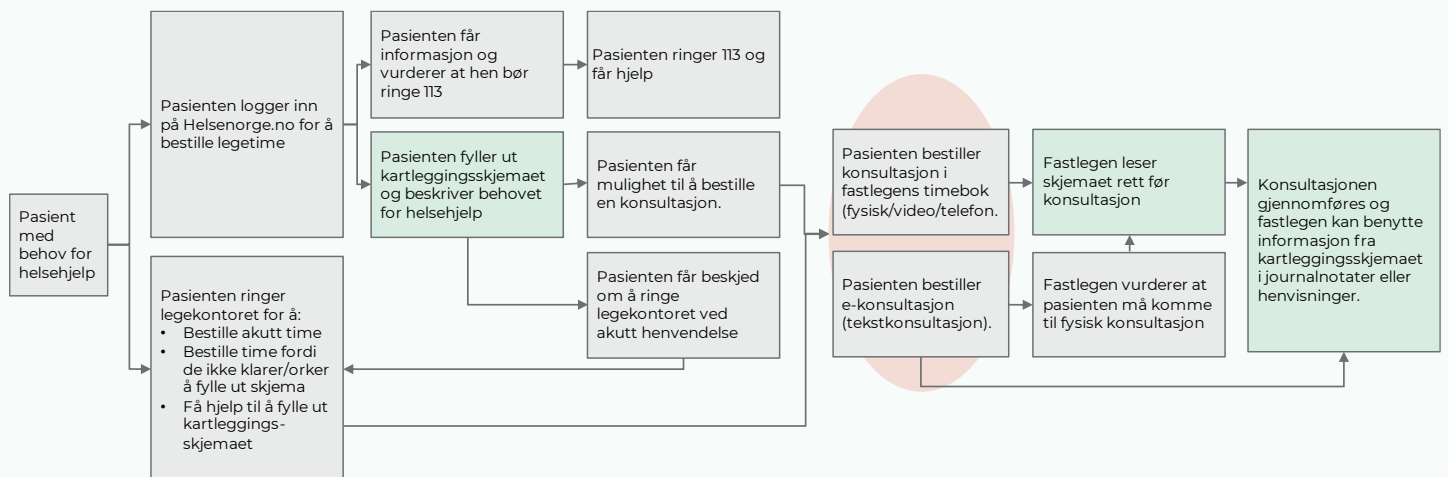 Pasient
med
behov for
helsehjelp
Pasienten logger inn
på Helsenorge.no for å
bestille legetime
Pasienten ringer
legekontoret for å:
• Bestille akutt time
• Bestille time fordi
de ikke klarer/orker
å fylle ut skjema
• Få hjelp til å fylle ut
kartleggings-
skjemaet
Pasienten får
informasjon og
vurderer at hen bør
ringe 113
Pasienten ringer 113 og
får hjelp
Pasienten fyller ut
kartleggingsskjemaet
og beskriver behovet
for helsehjelp
Pasienten får
mulighet til å bestille
en konsultasjon.
Pasienten får beskjed
om å ringe
legekontoret ved
akutt henvendelse
Pasienten bestiller
konsultasjon i
fastlegens timebok
(fysisk/video/telefon.
Pasienten bestiller
e-konsultasjon
(tekstkonsultasjon).
Fastlegen leser
skjemaet rett før
konsultasjon
Fastlegen vurderer at
pasienten må komme
til fysisk konsultasjon
Konsultasjonen
gjennomføres og
fastlegen kan benytte
informasjon fra
kartleggingsskjemaet
i journalnotater eller
henvisninger.